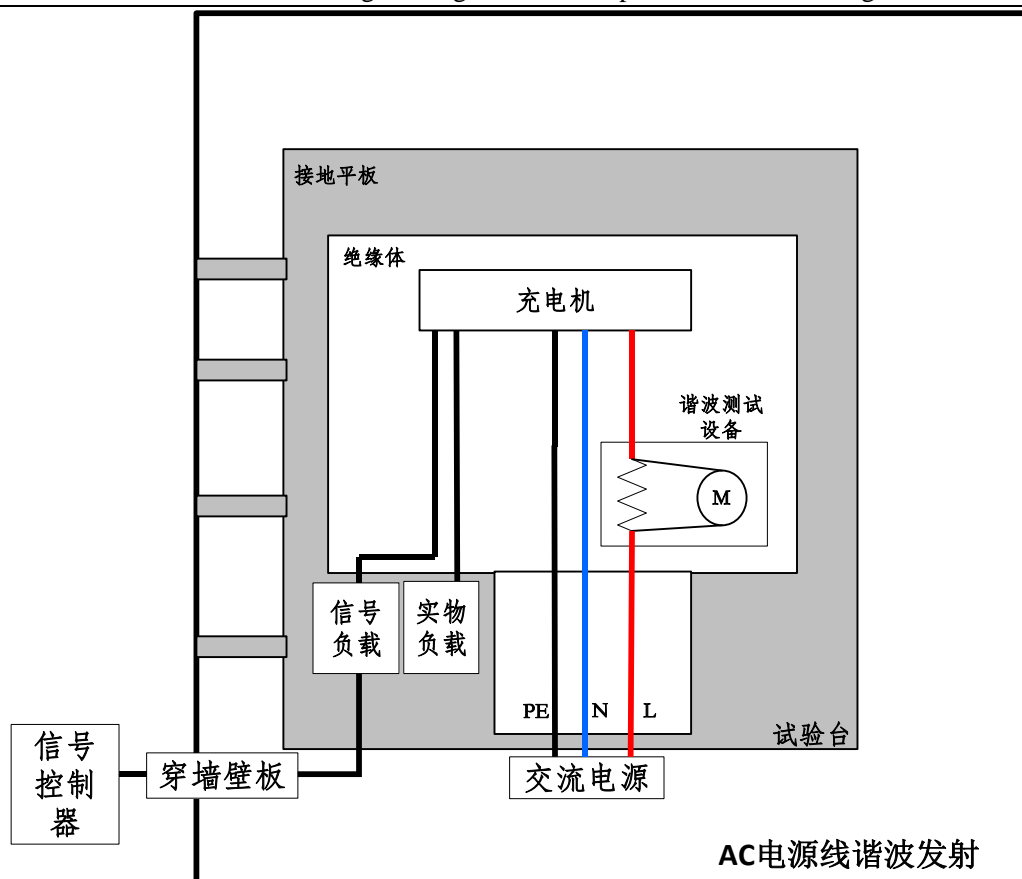 接地平板
绝缘体
充电机
谐波测试
设备
M
信号
负载
实物
负载
PE
N
L
试验台
信号
控制
器
穿墙壁板
交流电源
AC电源线谐波发射